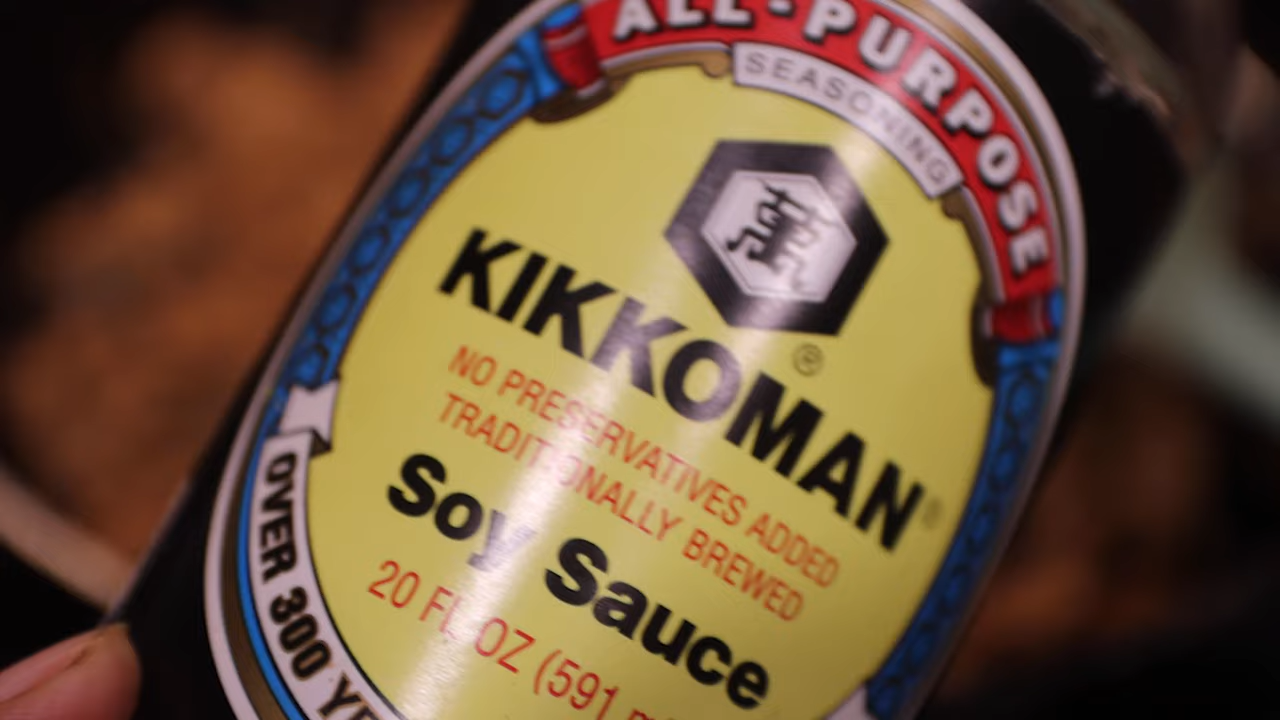 ALL-PURPOSE
SEASONING
KIKKOMAN®
NO PRESERVATIVES ADDED
TRADITIONALLY BREWED
Soy Sauce
20 FL OZ (591
OVER 300